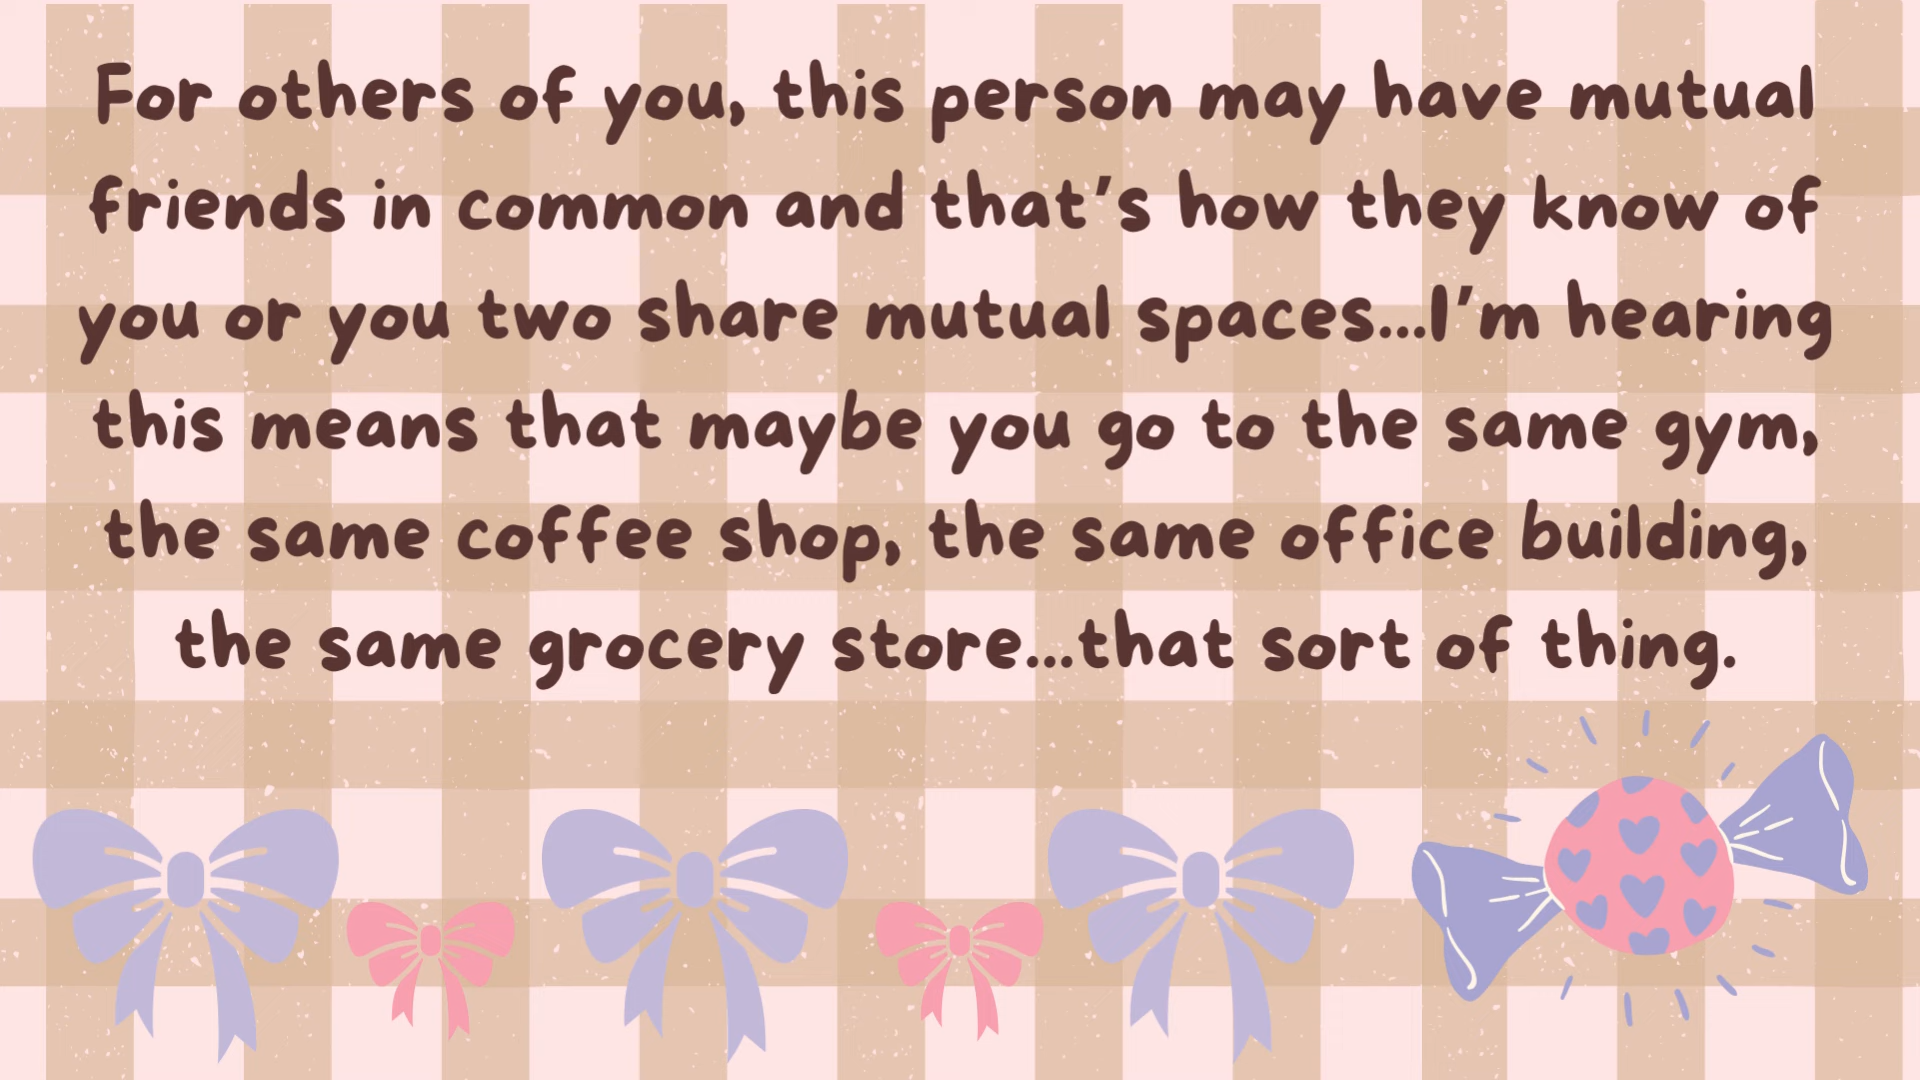 For others of you, this person may have mutual
friends in common and that's how they know of
you or you two share mutual spaces...I'm hearing
this means that maybe you go to the same gym,
the same coffee shop, the same office building,
the same grocery store...that sort of thing.